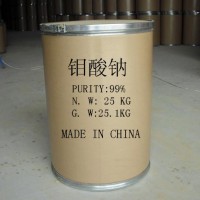 钼酸钠
PURITY:99%
N. W: 25 KG
G. W:25.1KG
MADE IN CHINA